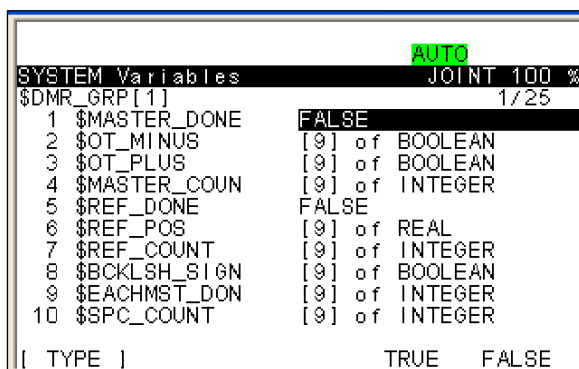 AUTO
SYSTEM Variables JOINT 100 %
$DMR_GRP[1] 1/25
1 $MASTER_DONE FALSE
2 $OT_MINUS [9] of BOOLEAN
3 $OT_PLUS [9] of BOOLEAN
4 $MASTER_COUN [9] of INTEGER
5 $REF_DONE FALSE
6 $REF_POS [9] of REAL
7 $REF_COUNT [9] of INTEGER
8 $BCKLSH_SIGN [9] of BOOLEAN
9 $EACHMST_DON [9] of INTEGER
10 $SPC_COUNT [9] of INTEGER
[ TYPE ] TRUE FALSE